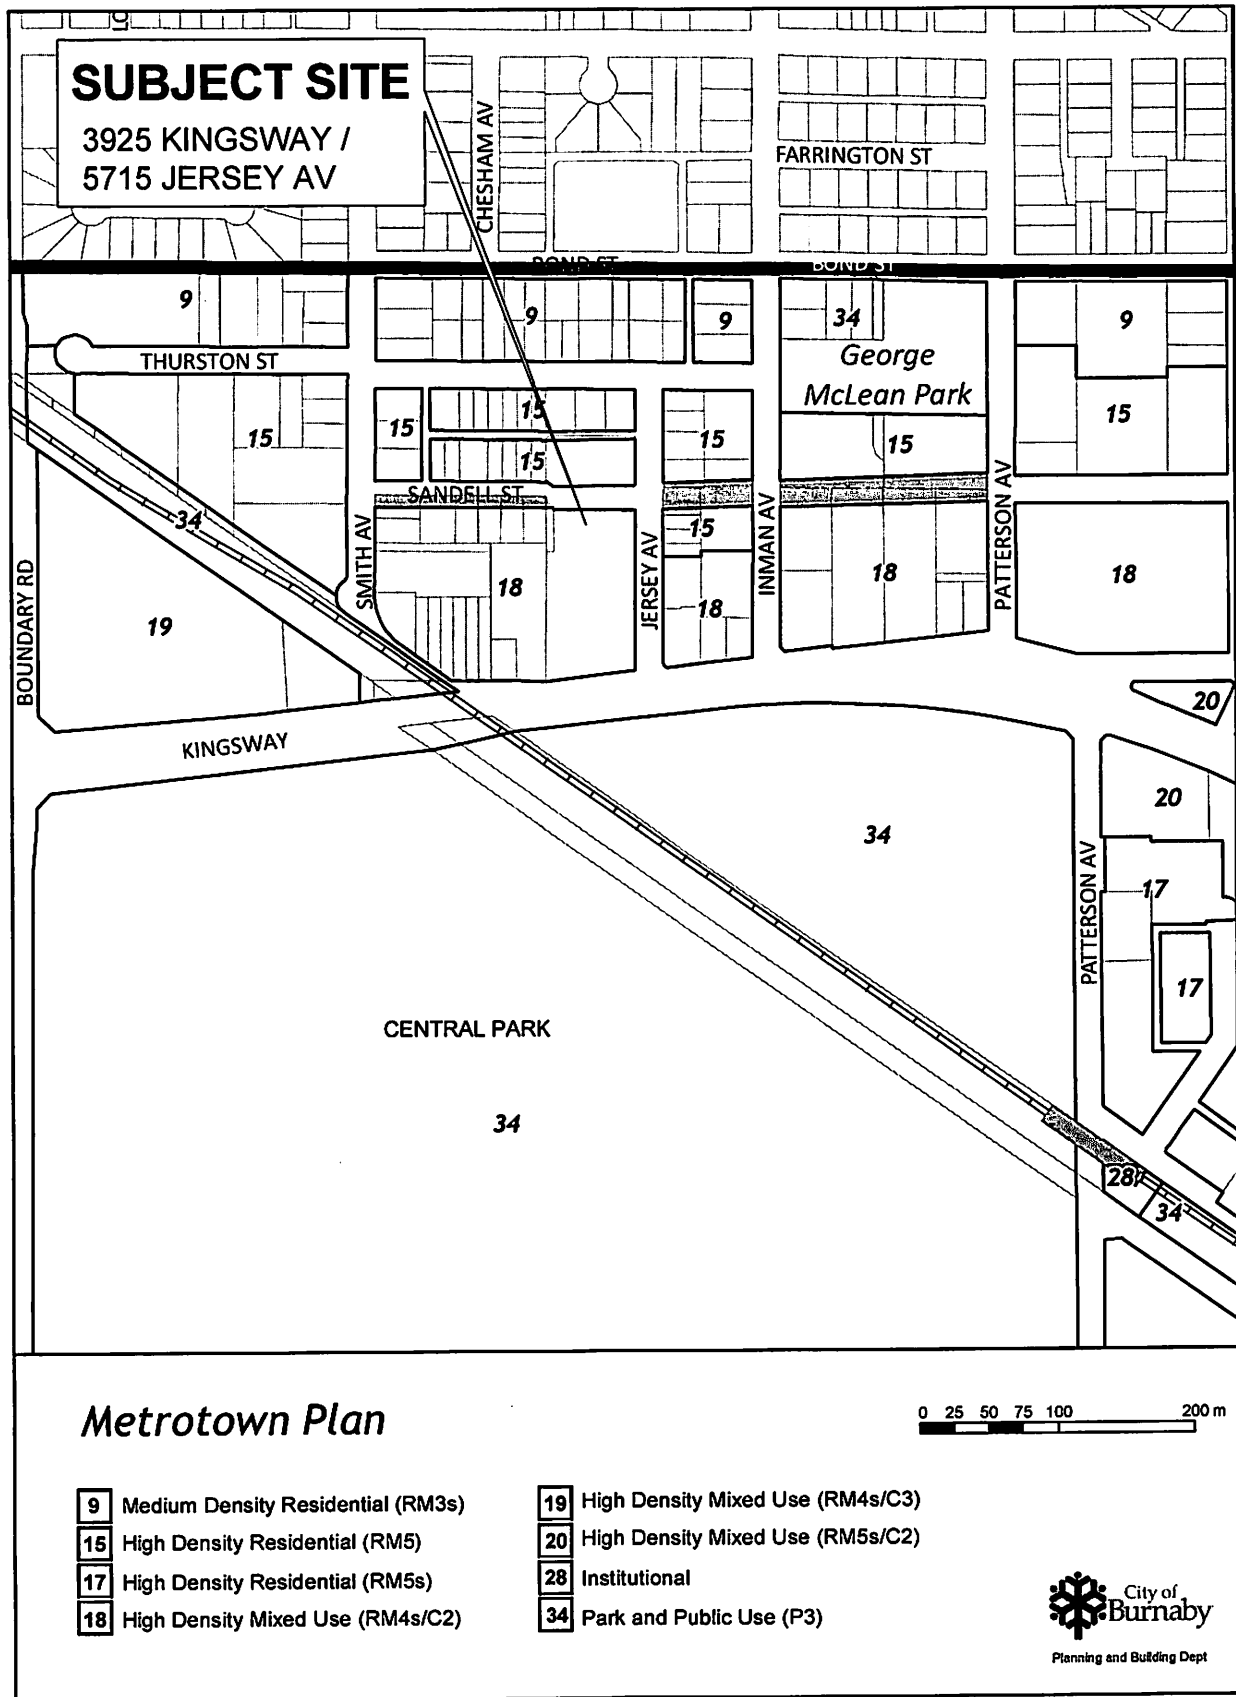 SUBJECT SITE
3925 KINGSWAY /
5715 JERSEY AV
CHESHAM AV
FARRINGTON ST
BOND ST
BOND ST
9
9
9
34
9
George
McLean Park
THURSTON ST
15
15
15
15
15
15
15
SANDELL ST
34
SMITH AV
JERSEY AV
15
INMAN AV
PATTERSON AV
BOUNDARY RD
19
18
18
18
18
20
KINGSWAY
20
34
PATTERSON AV
17
17
CENTRAL PARK
34
28
34
Metrotown Plan
0 25 50 75 100 200 m
9 Medium Density Residential (RM3s)
15 High Density Residential (RM5)
17 High Density Residential (RM5s)
18 High Density Mixed Use (RM4s/C2)
19 High Density Mixed Use (RM4s/C3)
20 High Density Mixed Use (RM5s/C2)
28 Institutional
34 Park and Public Use (P3)
City of
Burnaby
Planning and Building Dept